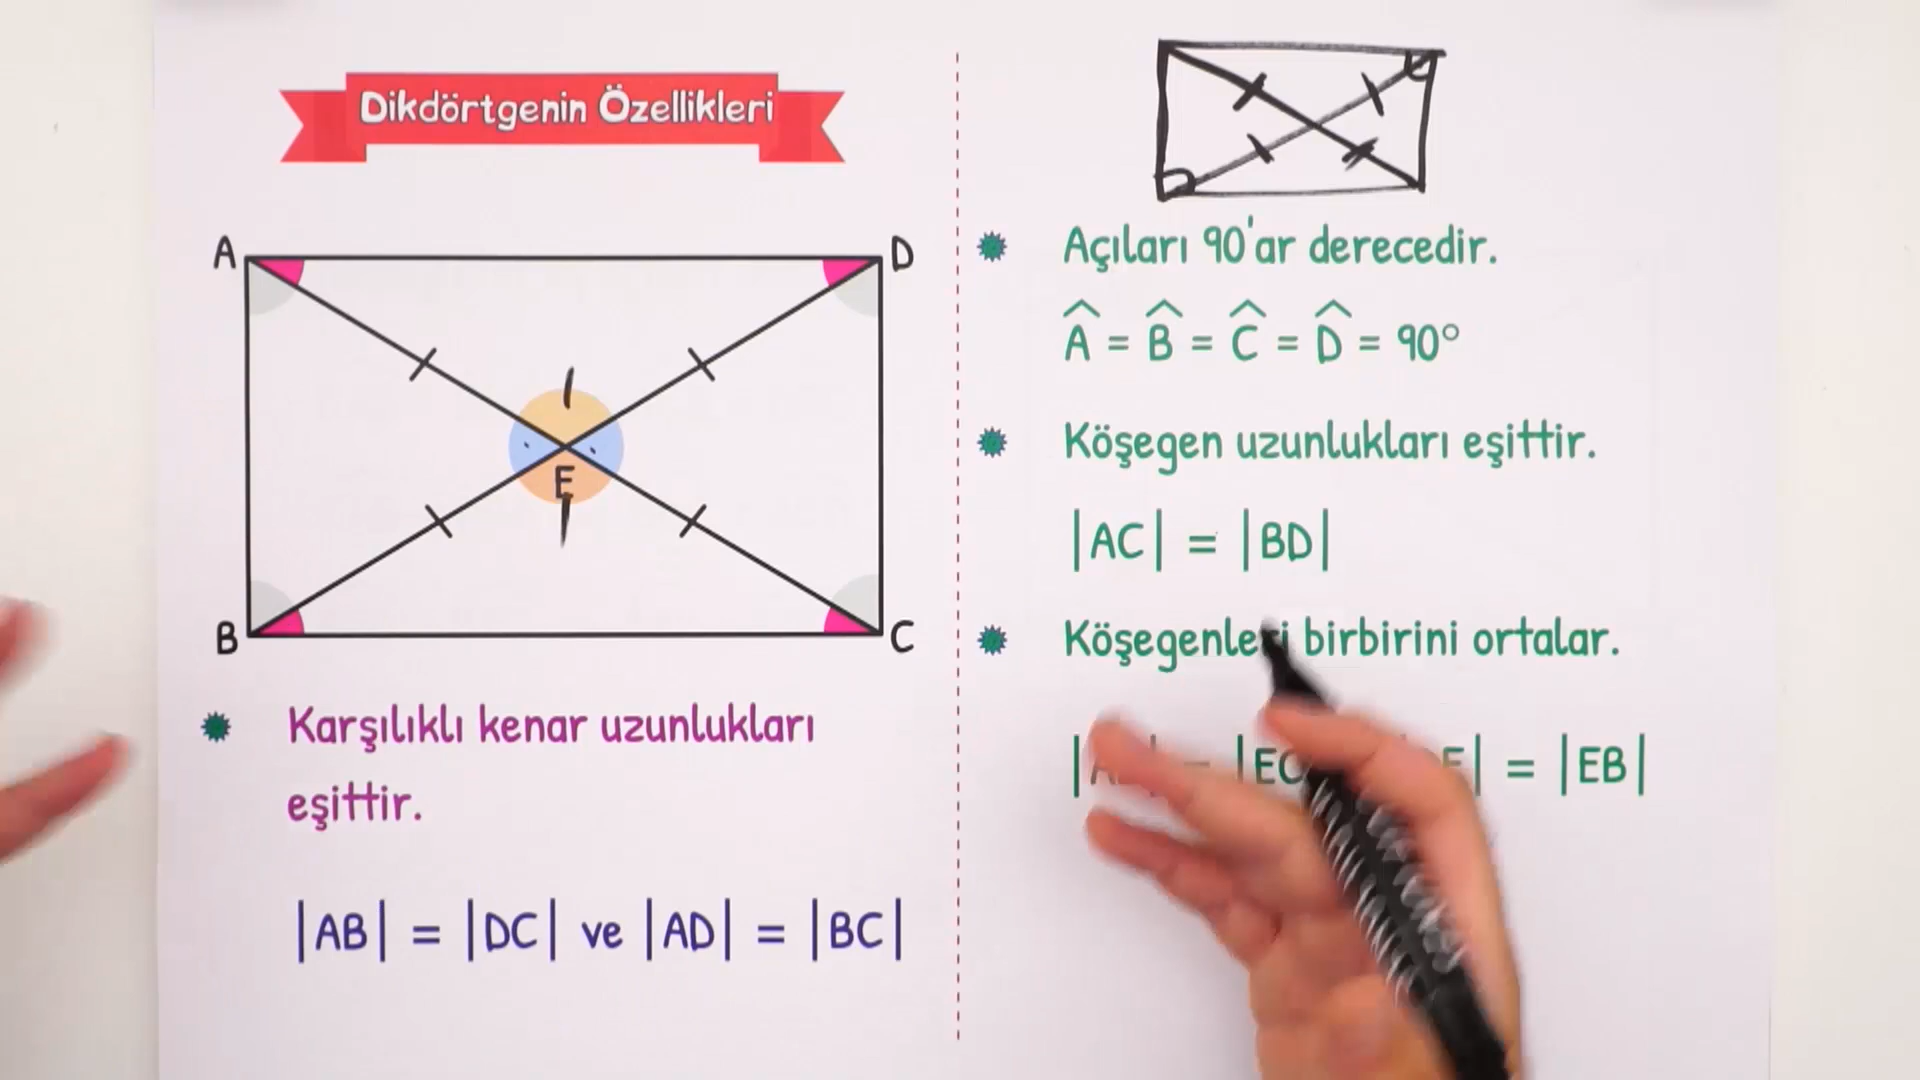 Dikdörtgenin Özellikleri
A
D
E
B
C
Karşılıklı kenar uzunlukları
eşittir.
|AB| = |DC| ve |AD| = |BC|
Açıları 90'ar derecedir.
A = B = C = D = 90°
Köşegen uzunlukları eşittir.
|AC| = |BD|
Köşegenleri birbirini ortalar.
= |EB|